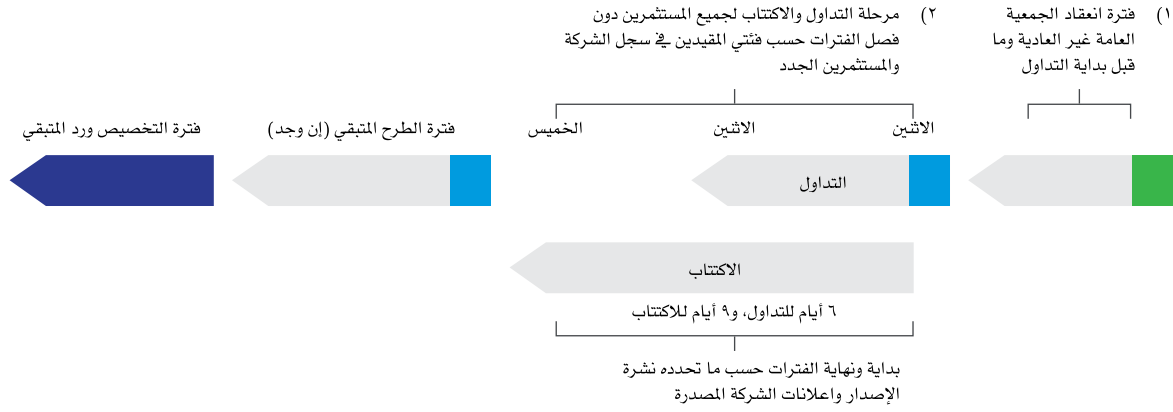 ١) فترة انعقاد الجمعية
العامة غير العادية وما
قبل بداية التداول
٢) مرحلة التداول والاكتتاب لجميع المستثمرين دون
فصل الفترات حسب فئتي المقيدين في سجل الشركة
والمستثمرين الجدد
الاثنين
الاثنين
الخميس
فترة الطرح المتبقي (إن وجد)
فترة التخصيص ورد المتبقي
التداول
الاكتتاب
٦ أيام للتداول، و٩ أيام للاكتتاب
بداية ونهاية الفترات حسب ما تحدده نشرة
الإصدار واعلانات الشركة المصدرة